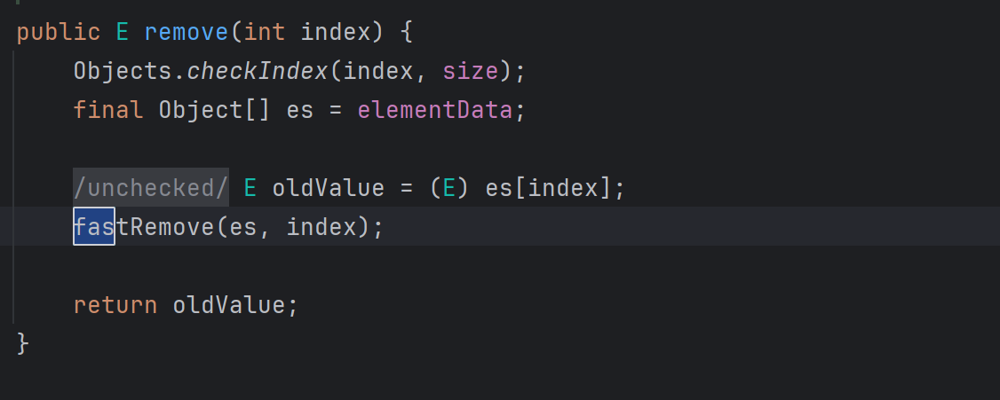 public E remove(int index) {
Objects.checkIndex(index, size);
final Object[] es = elementData;
/unchecked/ E oldValue = (E) es[index];
fastRemove(es, index);
return oldValue;
}